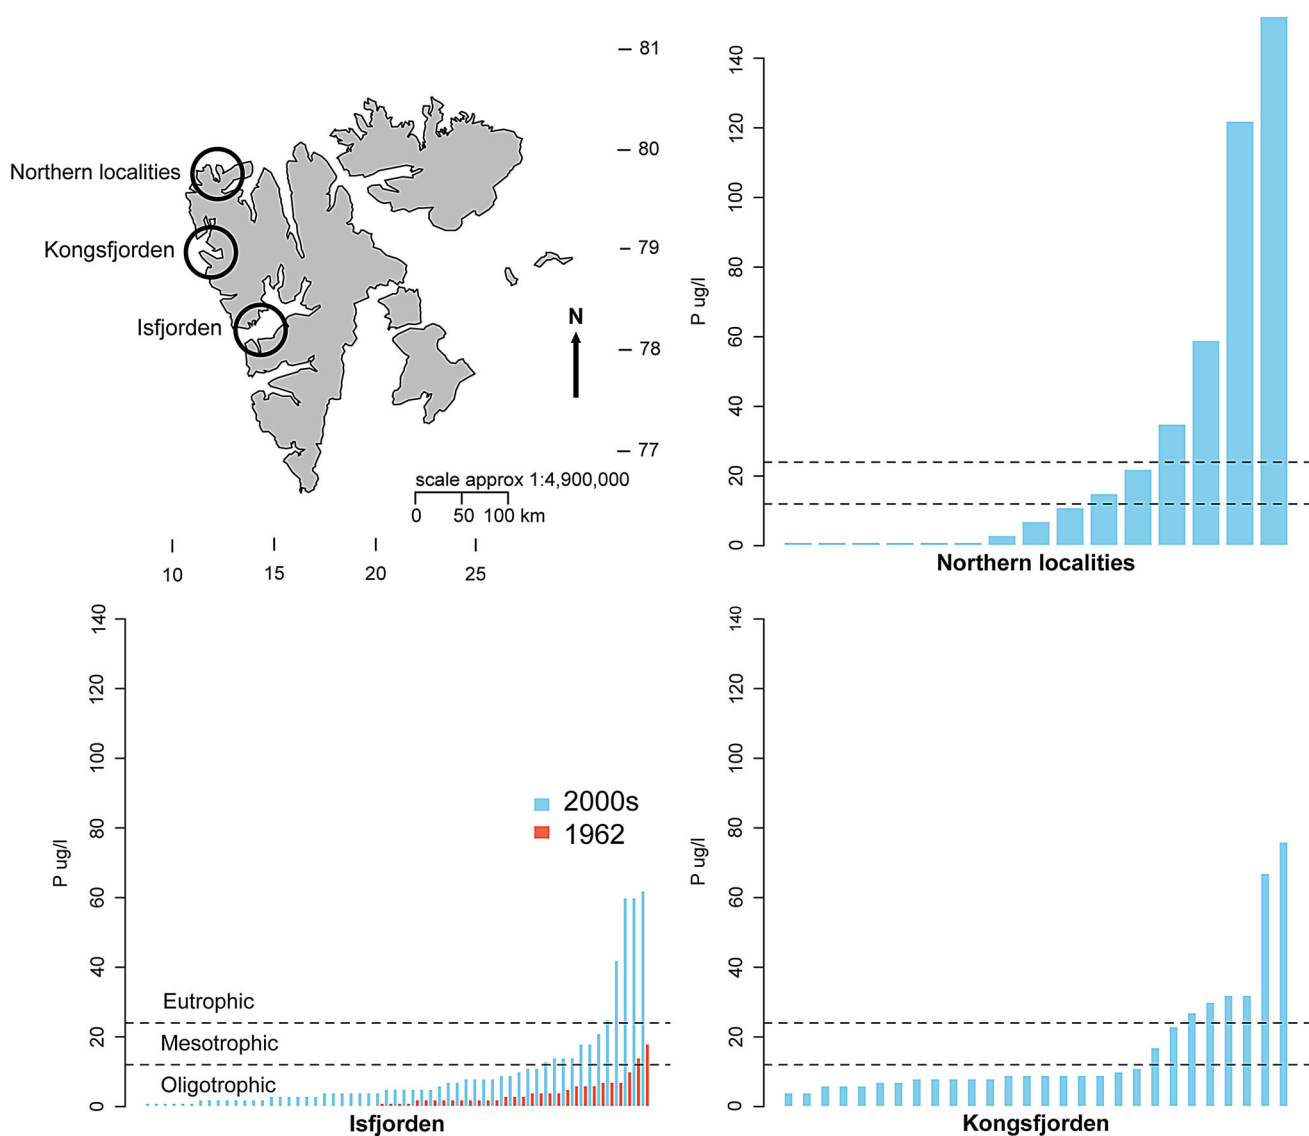 81
80
79
78
77
Northern localities
Kongsfjorden
Isfjorden
N
scale approx 1:4,900,000
0 50 100 km
10 15 20 25
P ug/l
140
120
100
80
60
40
20
0
Northern localities
P ug/l
140
120
100
80
60
40
20
0
2000s
1962
Eutrophic
Mesotrophic
Oligotrophic
Isfjorden
P ug/l
140
120
100
80
60
40
20
0
Kongsfjorden